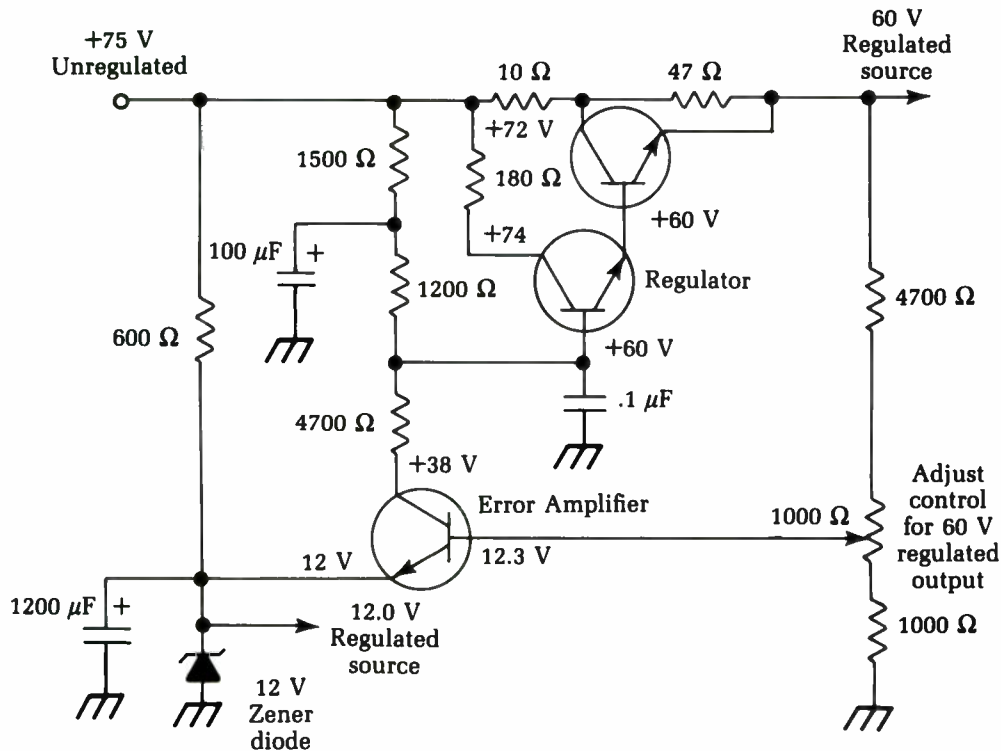 +75 V
Unregulated
60 V
Regulated
source
10 Ω
47 Ω
+72 V
1500 Ω
180 Ω
+60 V
100 μF +
+74
Regulator
1200 Ω
4700 Ω
600 Ω
+60 V
.1 μF
4700 Ω
+38 V
Error Amplifier
1000 Ω
Adjust
control
for 60 V
regulated
output
12 V
12.3 V
1200 μF +
12.0 V
Regulated
source
1000 Ω
12 V
Zener
diode